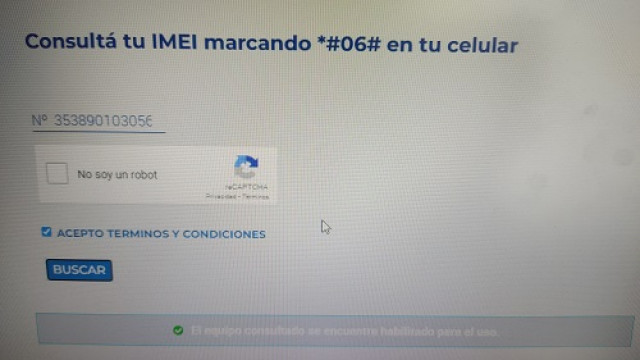 Consultá tu IMEI marcando *#06# en tu celular
Nº 353890103056
No soy un robot
reCAPTCHA
Privacidad - Términos
ACEPTO TERMINOS Y CONDICIONES
BUSCAR
El equipo consultado se encuentra habilitado para el uso.